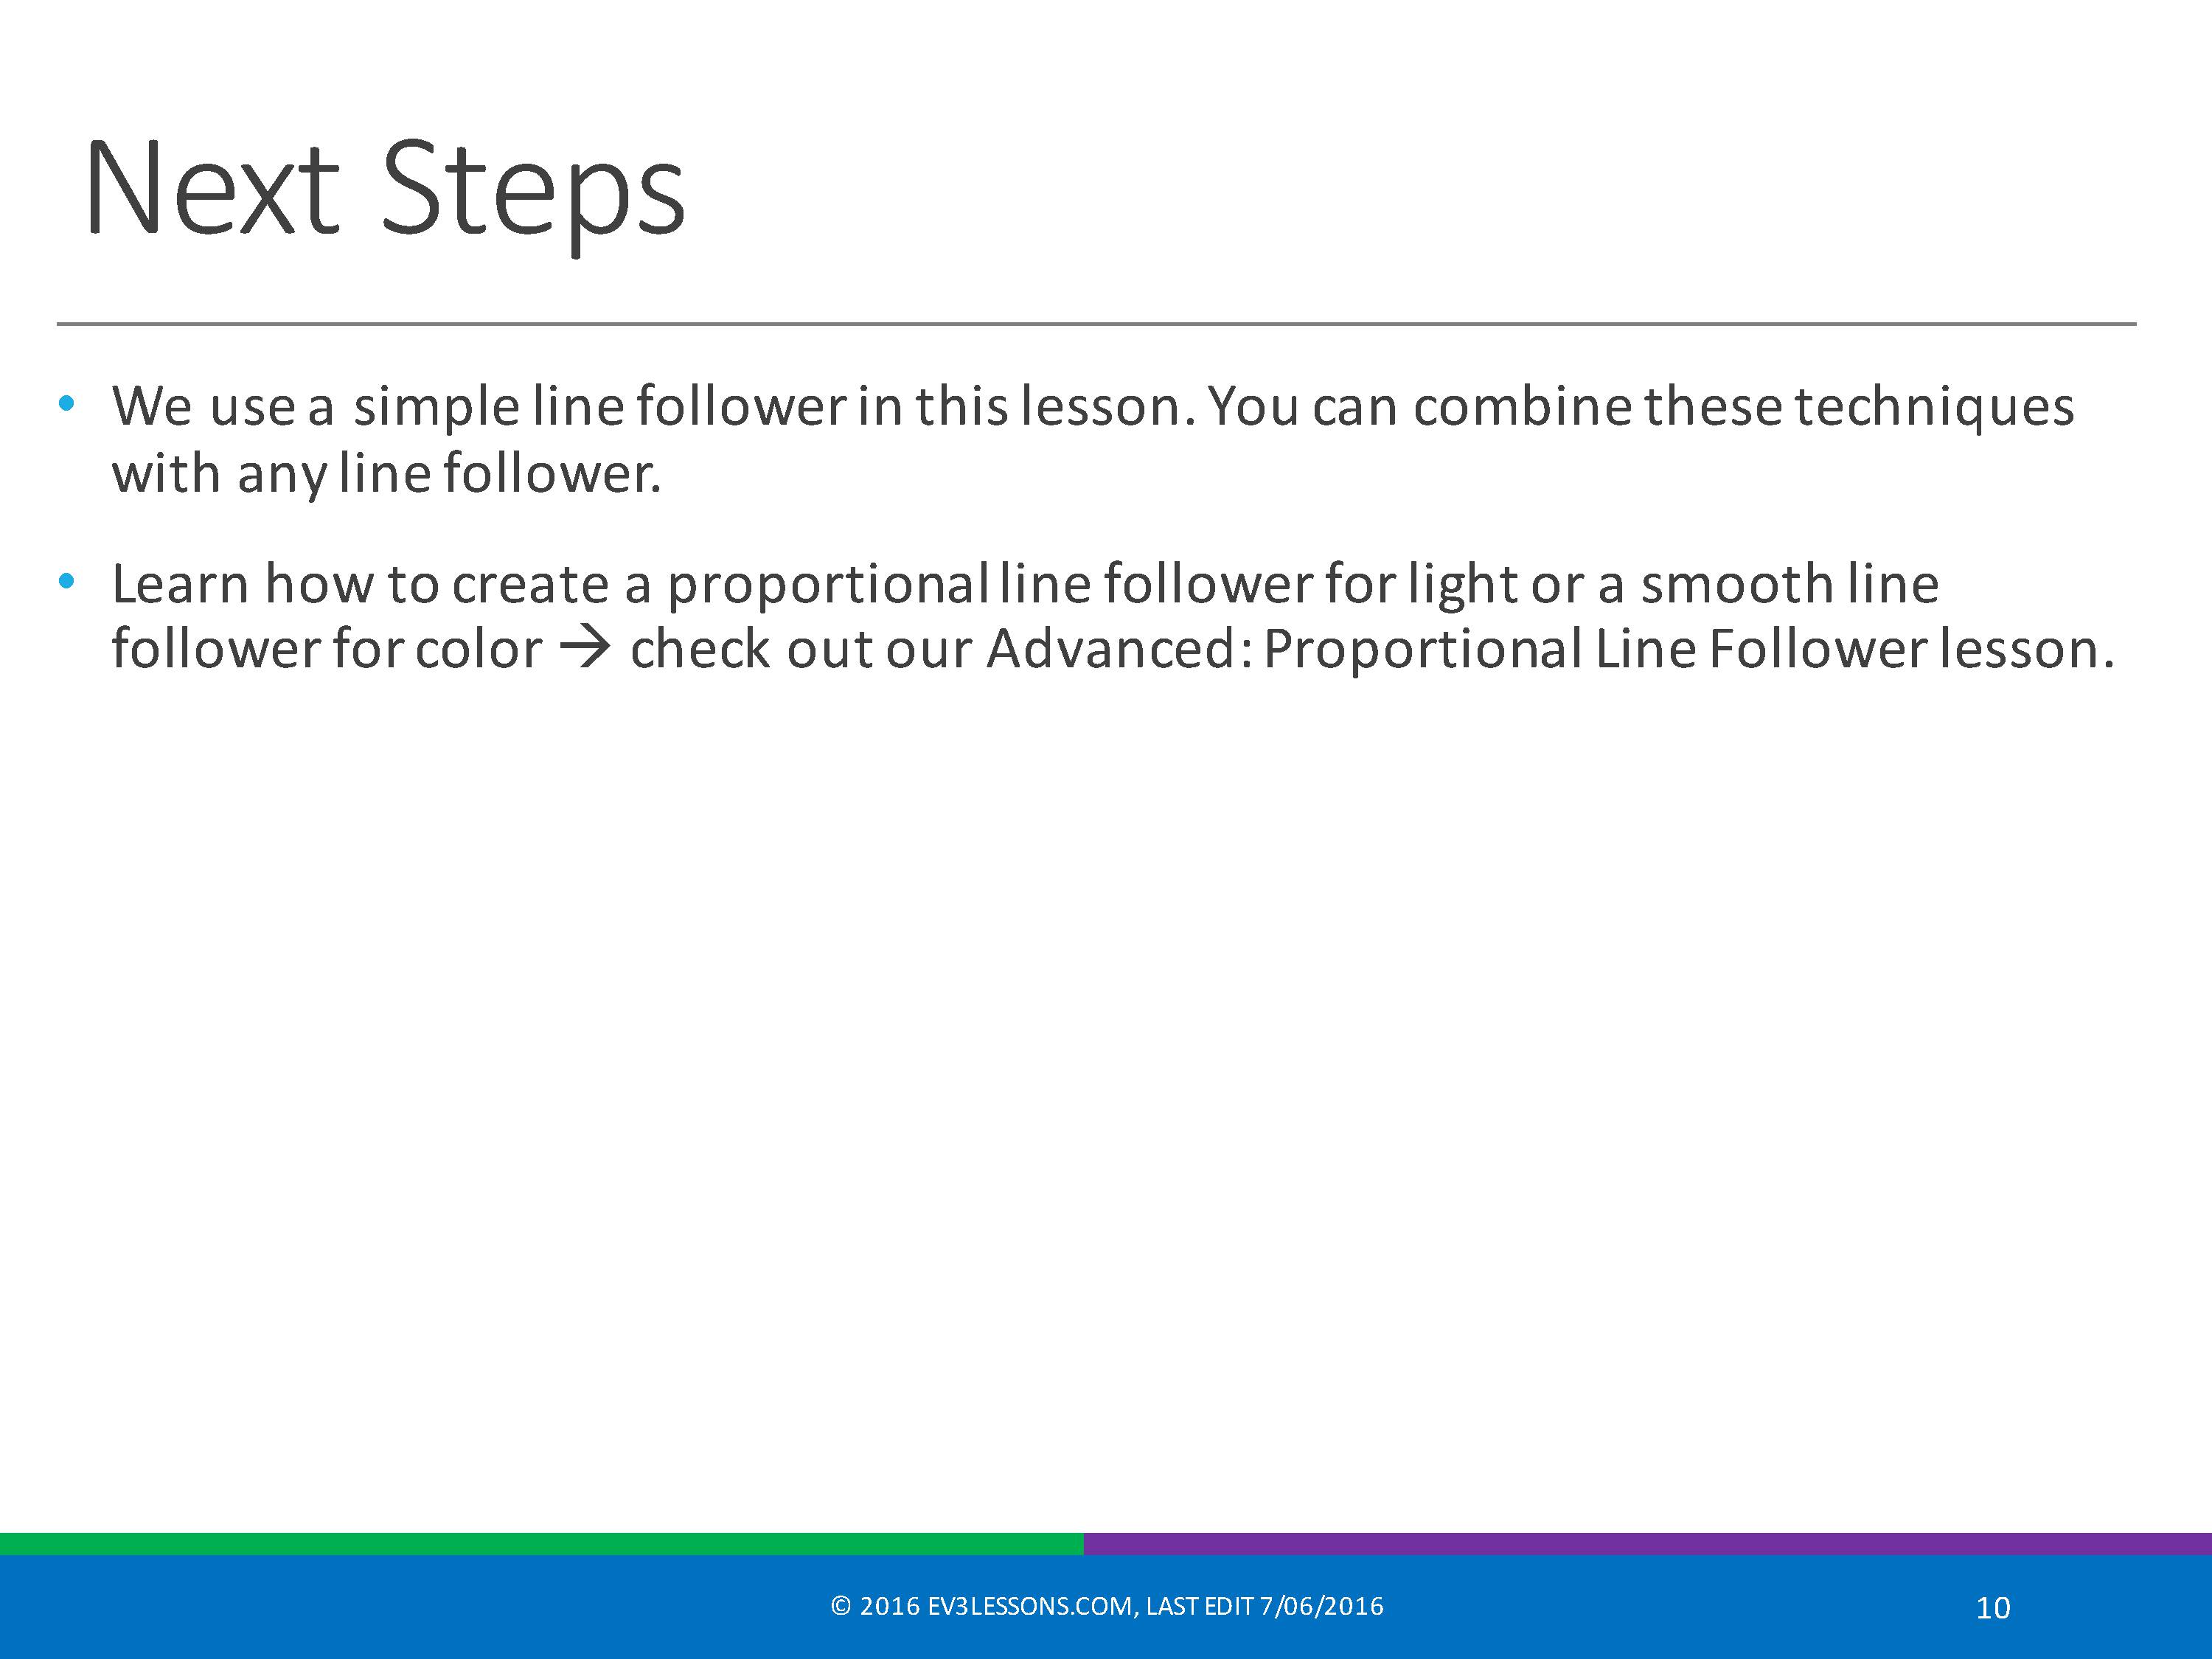 Next Steps
• We use a simple line follower in this lesson. You can combine these techniques
with any line follower.
• Learn how to create a proportional line follower for light or a smooth line
follower for color → check out our Advanced: Proportional Line Follower lesson.
© 2016 EV3LESSONS.COM, LAST EDIT 7/06/2016
10